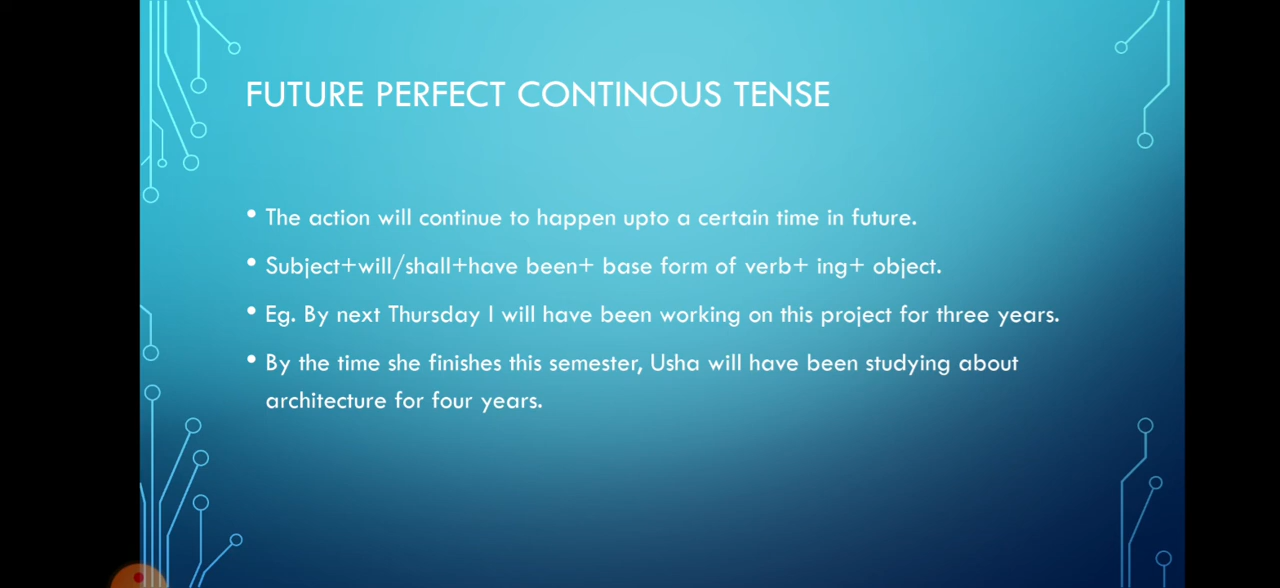 FUTURE PERFECT CONTINOUS TENSE
• The action will continue to happen upto a certain time in future.
• Subject+will/shall+have been+ base form of verb+ ing+ object.
• Eg. By next Thursday I will have been working on this project for three years.
• By the time she finishes this semester, Usha will have been studying about
architecture for four years.